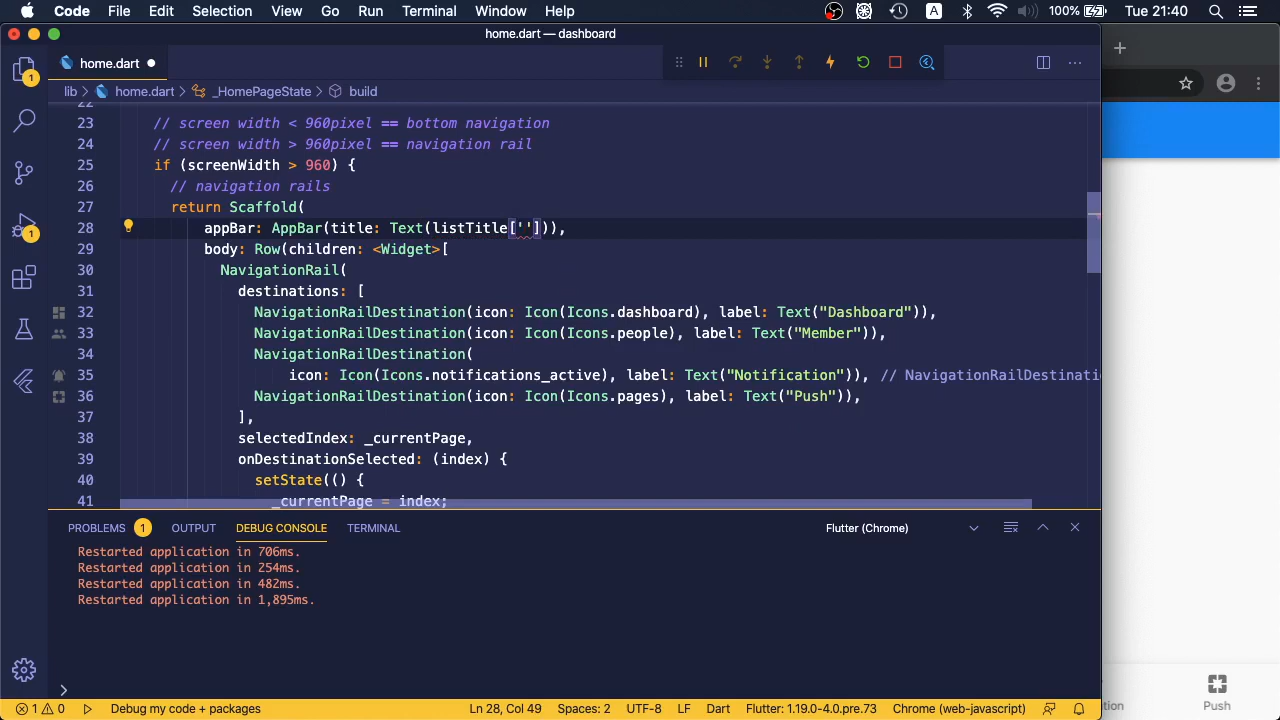 Code File Edit Selection View Go Run Terminal Window Help A 100% Tue 21:40
home.dart — dashboard
1 home.dart
lib > home.dart > _HomePageState > build
22
23 // screen width < 960pixel == bottom navigation
24 // screen width > 960pixel == navigation rail
25 if (screenWidth > 960) {
26 // navigation rails
27 return Scaffold(
28 appBar: AppBar(title: Text(listTitle[''])),
29 body: Row(children: <Widget>[
30 NavigationRail(
31 destinations: [
32 NavigationRailDestination(icon: Icon(Icons.dashboard), label: Text("Dashboard")),
33 NavigationRailDestination(icon: Icon(Icons.people), label: Text("Member")),
34 NavigationRailDestination(
35 icon: Icon(Icons.notifications_active), label: Text("Notification")), // NavigationRailDestinati
36 NavigationRailDestination(icon: Icon(Icons.pages), label: Text("Push")),
37 ],
38 selectedIndex: _currentPage,
39 onDestinationSelected: (index) {
40 setState(() {
41 _currentPage = index;
1
PROBLEMS 1 OUTPUT DEBUG CONSOLE TERMINAL Flutter (Chrome)
Restarted application in 706ms.
Restarted application in 254ms.
Restarted application in 482ms.
Restarted application in 1,895ms.
>
tion Push
1 0 Debug my code + packages Ln 28, Col 49 Spaces: 2 UTF-8 LF Dart Flutter: 1.19.0-4.0.pre.73 Chrome (web-javascript)